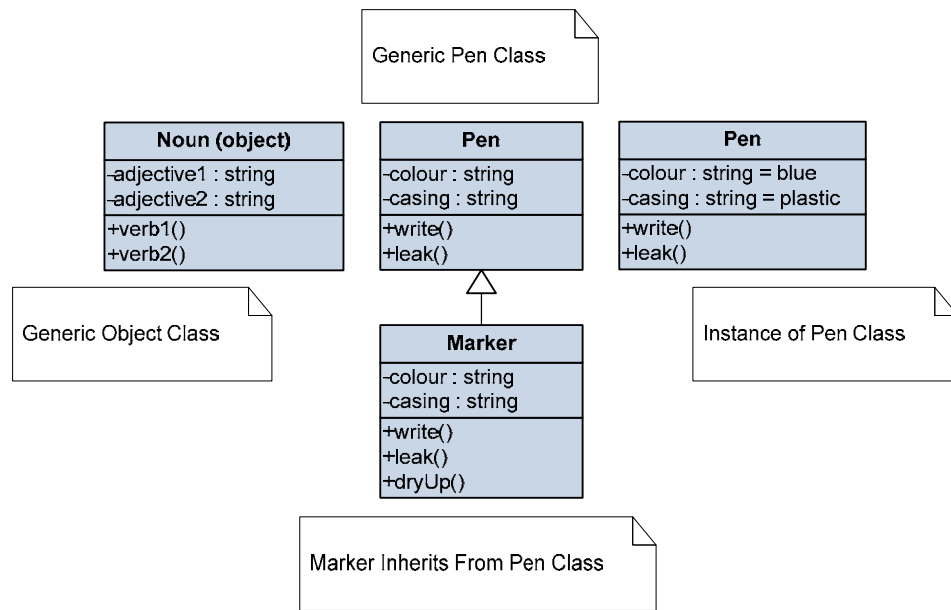 Generic Pen Class
Noun (object)
-adjective1 : string
-adjective2 : string
+verb1()
+verb2()
Pen
-colour : string
-casing : string
+write()
+leak()
Pen
-colour : string = blue
-casing : string = plastic
+write()
+leak()
Generic Object Class
Instance of Pen Class
Marker
-colour : string
-casing : string
+write()
+leak()
+dryUp()
Marker Inherits From Pen Class